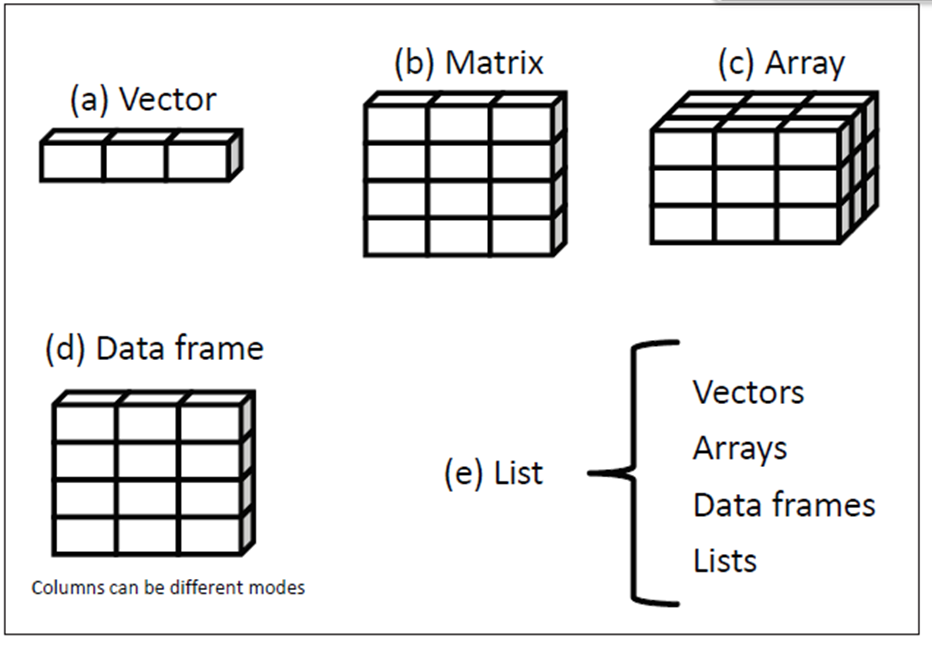 (a) Vector
(b) Matrix
(c) Array
(d) Data frame
Columns can be different modes
(e) List
Vectors
Arrays
Data frames
Lists